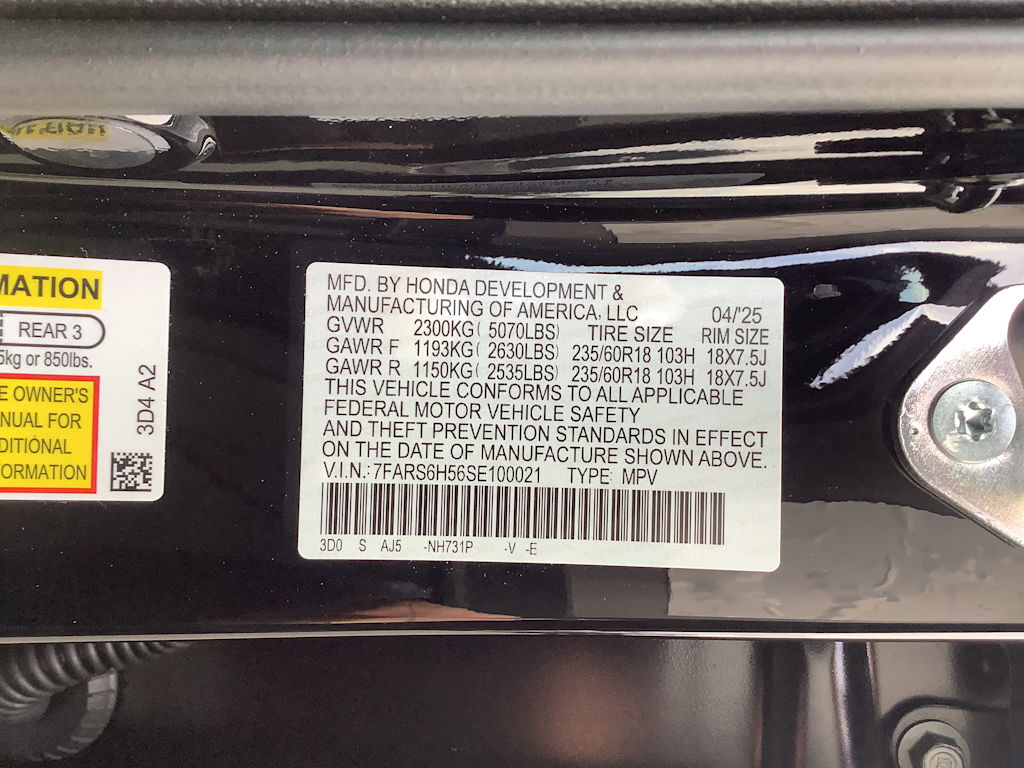 MATION
REAR 3
5kg or 850lbs.
E OWNER'S
NUAL FOR
DITIONAL
FORMATION
3D4 A2
MFD. BY HONDA DEVELOPMENT &
MANUFACTURING OF AMERICA, LLC 04/'25
GVWR 2300KG( 5070LBS) TIRE SIZE RIM SIZE
GAWR F 1193KG( 2630LBS) 235/60R18 103H 18X7.5J
GAWR R 1150KG( 2535LBS) 235/60R18 103H 18X7.5J
THIS VEHICLE CONFORMS TO ALL APPLICABLE
FEDERAL MOTOR VEHICLE SAFETY
AND THEFT PREVENTION STANDARDS IN EFFECT
ON THE DATE OF MANUFACTURE SHOWN ABOVE.
V.I.N.:7FARS6H56SE100021 TYPE: MPV
3D0 S AJ5 -NH731P -V -E